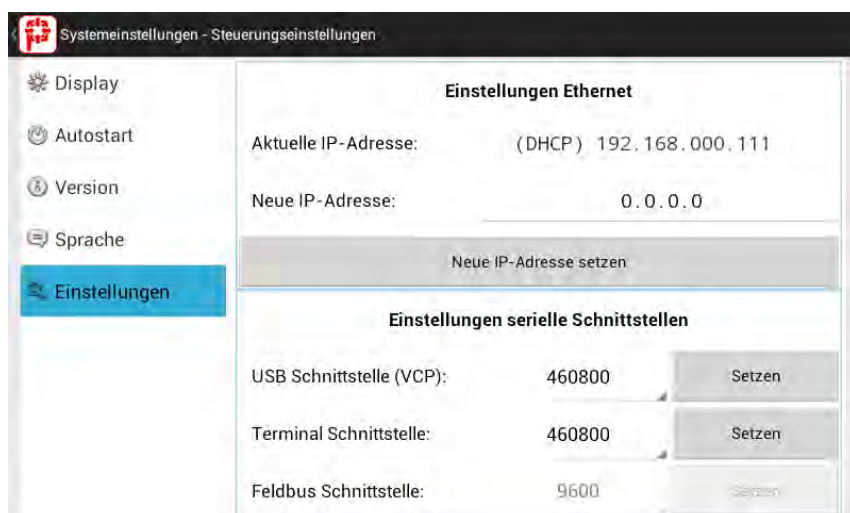 Systemeinstellungen - Steuerungseinstellungen
Display
Autostart
Version
Sprache
Einstellungen
Einstellungen Ethernet
Aktuelle IP-Adresse: (DHCP) 192.168.000.111
Neue IP-Adresse: 0.0.0.0
Neue IP-Adresse setzen
Einstellungen serielle Schnittstellen
USB Schnittstelle (VCP): 460800 Setzen
Terminal Schnittstelle: 460800 Setzen
Feldbus Schnittstelle: 9600 Setzen